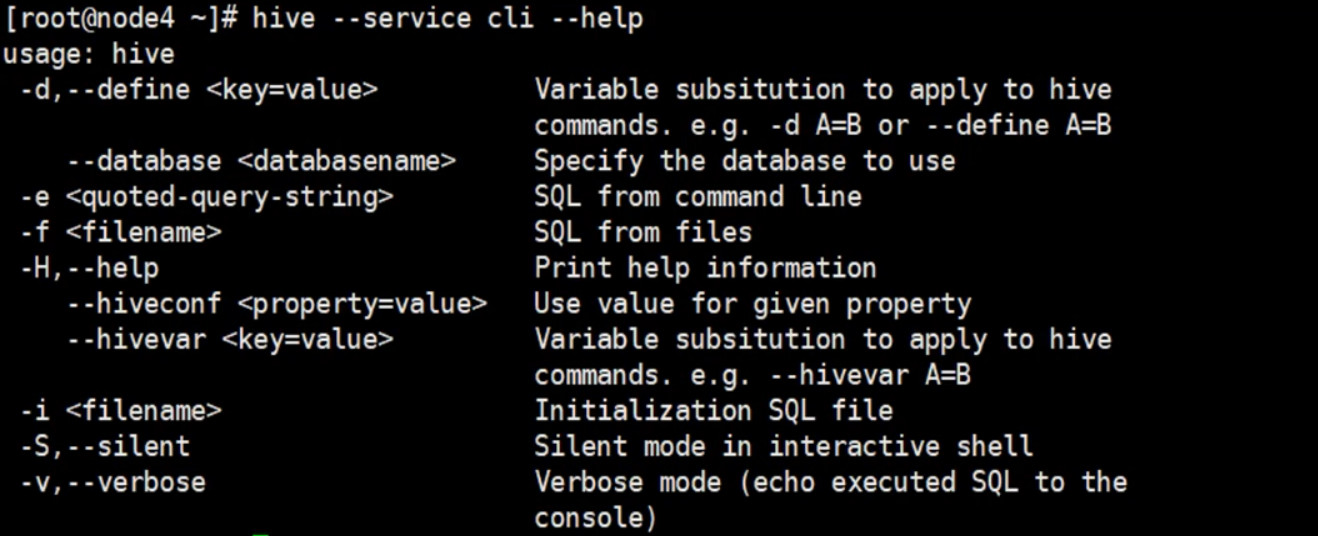 [root@node4 ~]# hive --service cli --help
usage: hive
 -d,--define <key=value>          Variable subsitution to apply to hive
                                  commands. e.g. -d A=B or --define A=B
    --database <databasename>     Specify the database to use
 -e <quoted-query-string>         SQL from command line
 -f <filename>                    SQL from files
 -H,--help                        Print help information
    --hiveconf <property=value>   Use value for given property
    --hivevar <key=value>         Variable subsitution to apply to hive
                                  commands. e.g. --hivevar A=B
 -i <filename>                    Initialization SQL file
 -S,--silent                      Silent mode in interactive shell
 -v,--verbose                     Verbose mode (echo executed SQL to the
                                  console)